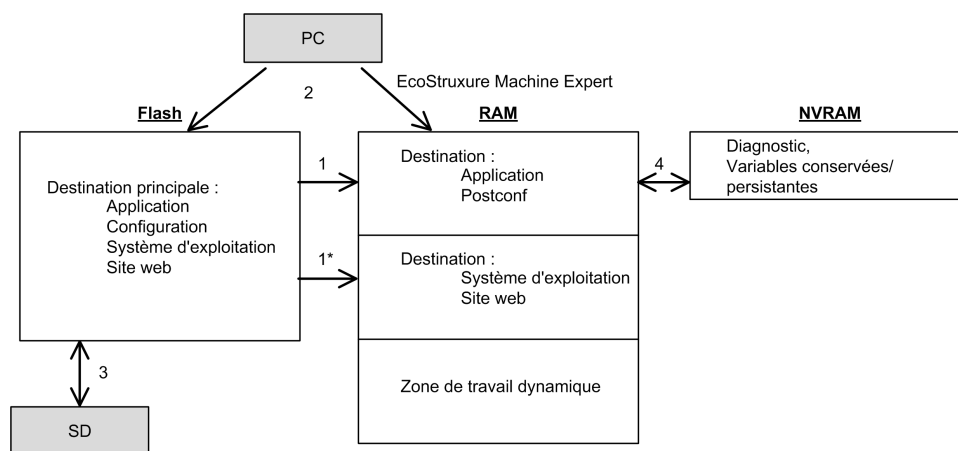 PC
EcoStruxure Machine Expert
2
Flash
RAM
NVRAM
Destination principale :
Application
Configuration
Système d'exploitation
Site web
1
Destination :
Application
Postconf
4
Diagnostic,
Variables conservées/
persistantes
1*
Destination :
Système d'exploitation
Site web
3
Zone de travail dynamique
SD